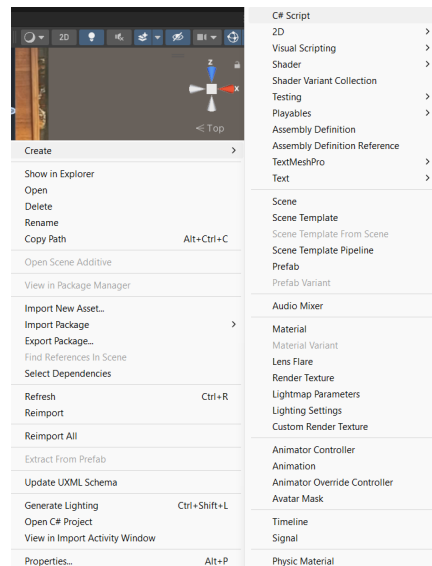 2D
z
x
Top
Create
Show in Explorer
Open
Delete
Rename
Copy Path Alt+Ctrl+C
Open Scene Additive
View in Package Manager
Import New Asset...
Import Package
Export Package...
Find References In Scene
Select Dependencies
Refresh Ctrl+R
Reimport
Reimport All
Extract From Prefab
Update UXML Schema
Generate Lighting Ctrl+Shift+L
Open C# Project
View in Import Activity Window
Properties... Alt+P
C# Script
2D
Visual Scripting
Shader
Shader Variant Collection
Testing
Playables
Assembly Definition
Assembly Definition Reference
TextMeshPro
Text
Scene
Scene Template
Scene Template From Scene
Scene Template Pipeline
Prefab
Prefab Variant
Audio Mixer
Material
Material Variant
Lens Flare
Render Texture
Lightmap Parameters
Lighting Settings
Custom Render Texture
Animator Controller
Animation
Animator Override Controller
Avatar Mask
Timeline
Signal
Physic Material